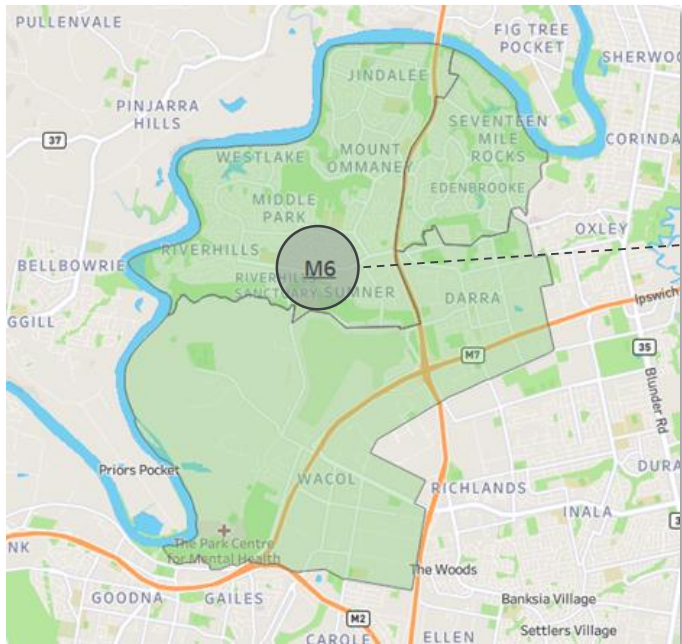 PULLENVALE
FIG TREE
POCKET
SHERWOO
JINDALEE
PINJARRA
HILLS
SEVENTEEN
MILE
ROCKS
37
CORINDA
WESTLAKE
MOUNT
OMMANEY
EDENBROOKE
MIDDLE
PARK
OXLEY
RIVERHILLS
BELLBOWRIE
M6
RIVERHILLS
SANCTUARY
SUMNER
DARRA
Ipswich
GGILL
M7
35
Blunder Rd
Priors Pocket
WACOL
RICHLANDS
DURA
INALA
3
The Park Centre
for Mental Health
NK
The Woods
GOODNA
GAILES
Banksia Village
M2
Settlers Village
CAROLE
ELLEN